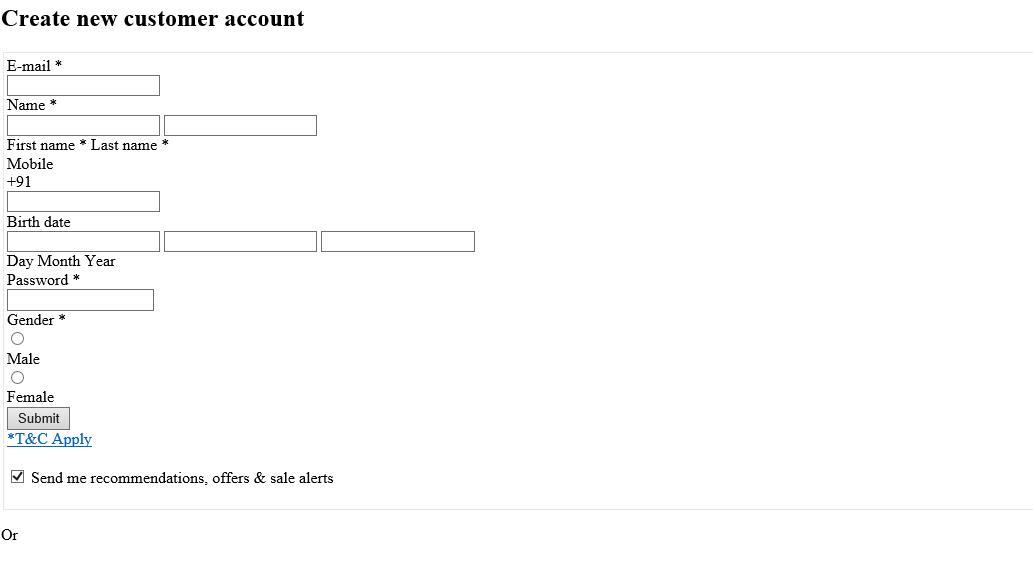 Create new customer account
E-mail *
Name *
First name * Last name *
Mobile
+91
Birth date
Day Month Year
Password *
Gender *
Male
Female
Submit
*T&C Apply
Send me recommendations, offers & sale alerts
Or